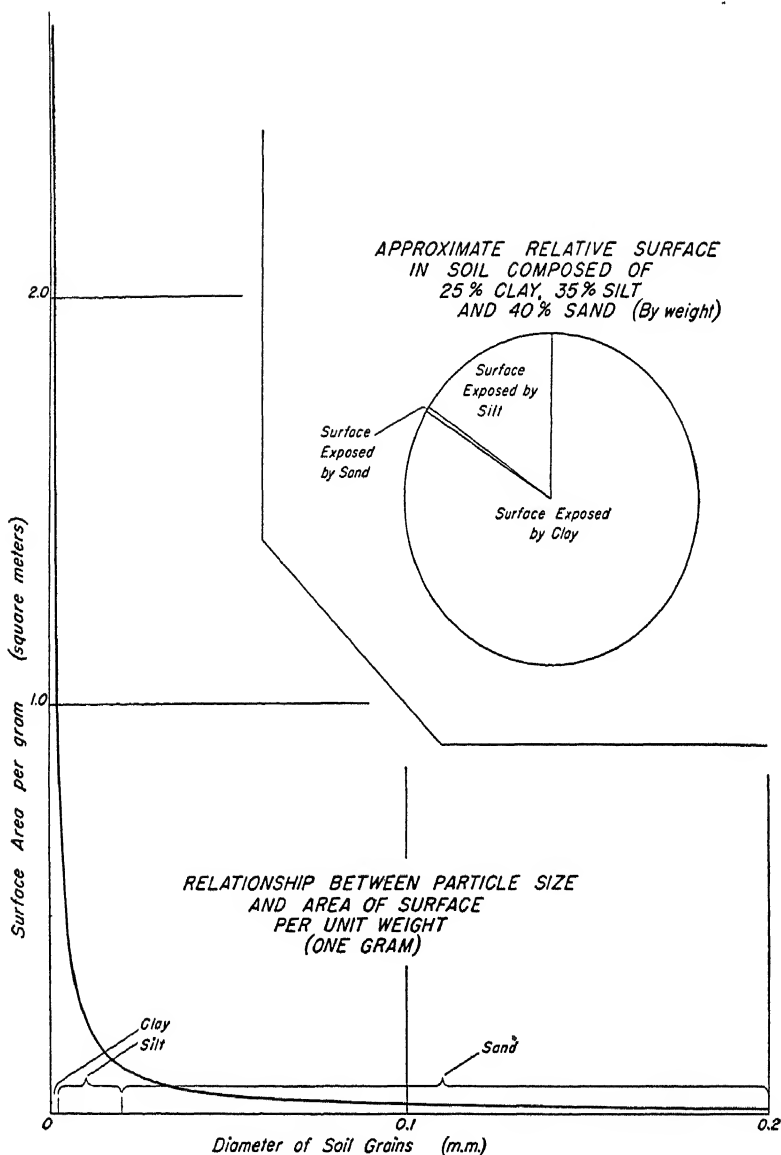 APPROXIMATE RELATIVE SURFACE
IN SOIL COMPOSED OF
25% CLAY, 35% SILT
AND 40% SAND (By weight)
Surface
Exposed by
Silt
Surface
Exposed
by Sand
Surface Exposed
by Clay
Surface Area per gram (square meters)
2.0
1.0
RELATIONSHIP BETWEEN PARTICLE SIZE
AND AREA OF SURFACE
PER UNIT WEIGHT
(ONE GRAM)
Clay
Silt
Sand
0
0.1
0.2
Diameter of Soil Grains (m.m.)